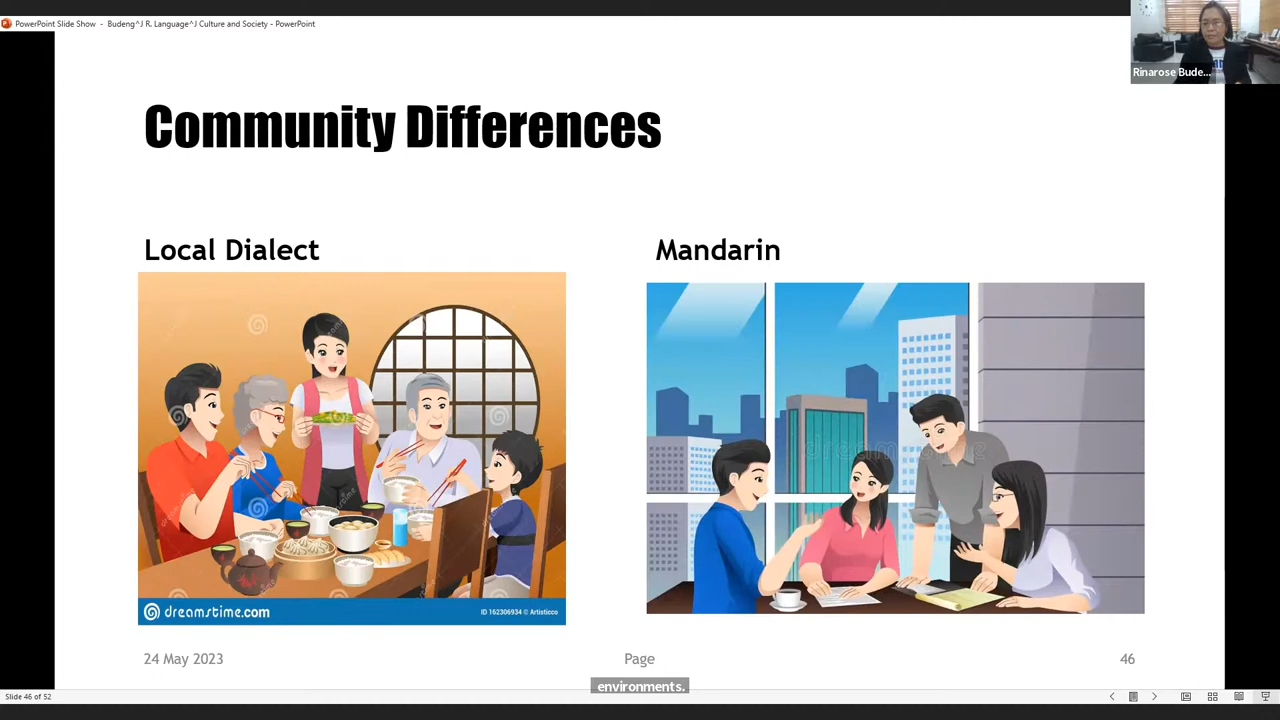 PowerPoint Slide Show - Budeng^J R. Language^J Culture and Society - PowerPoint
Rinarose Bude...
Community Differences
Local Dialect
Mandarin
dreamstime.com
ID 162306934 © Artisticco
24 May 2023
Page
46
environments.
Slide 46 of 52